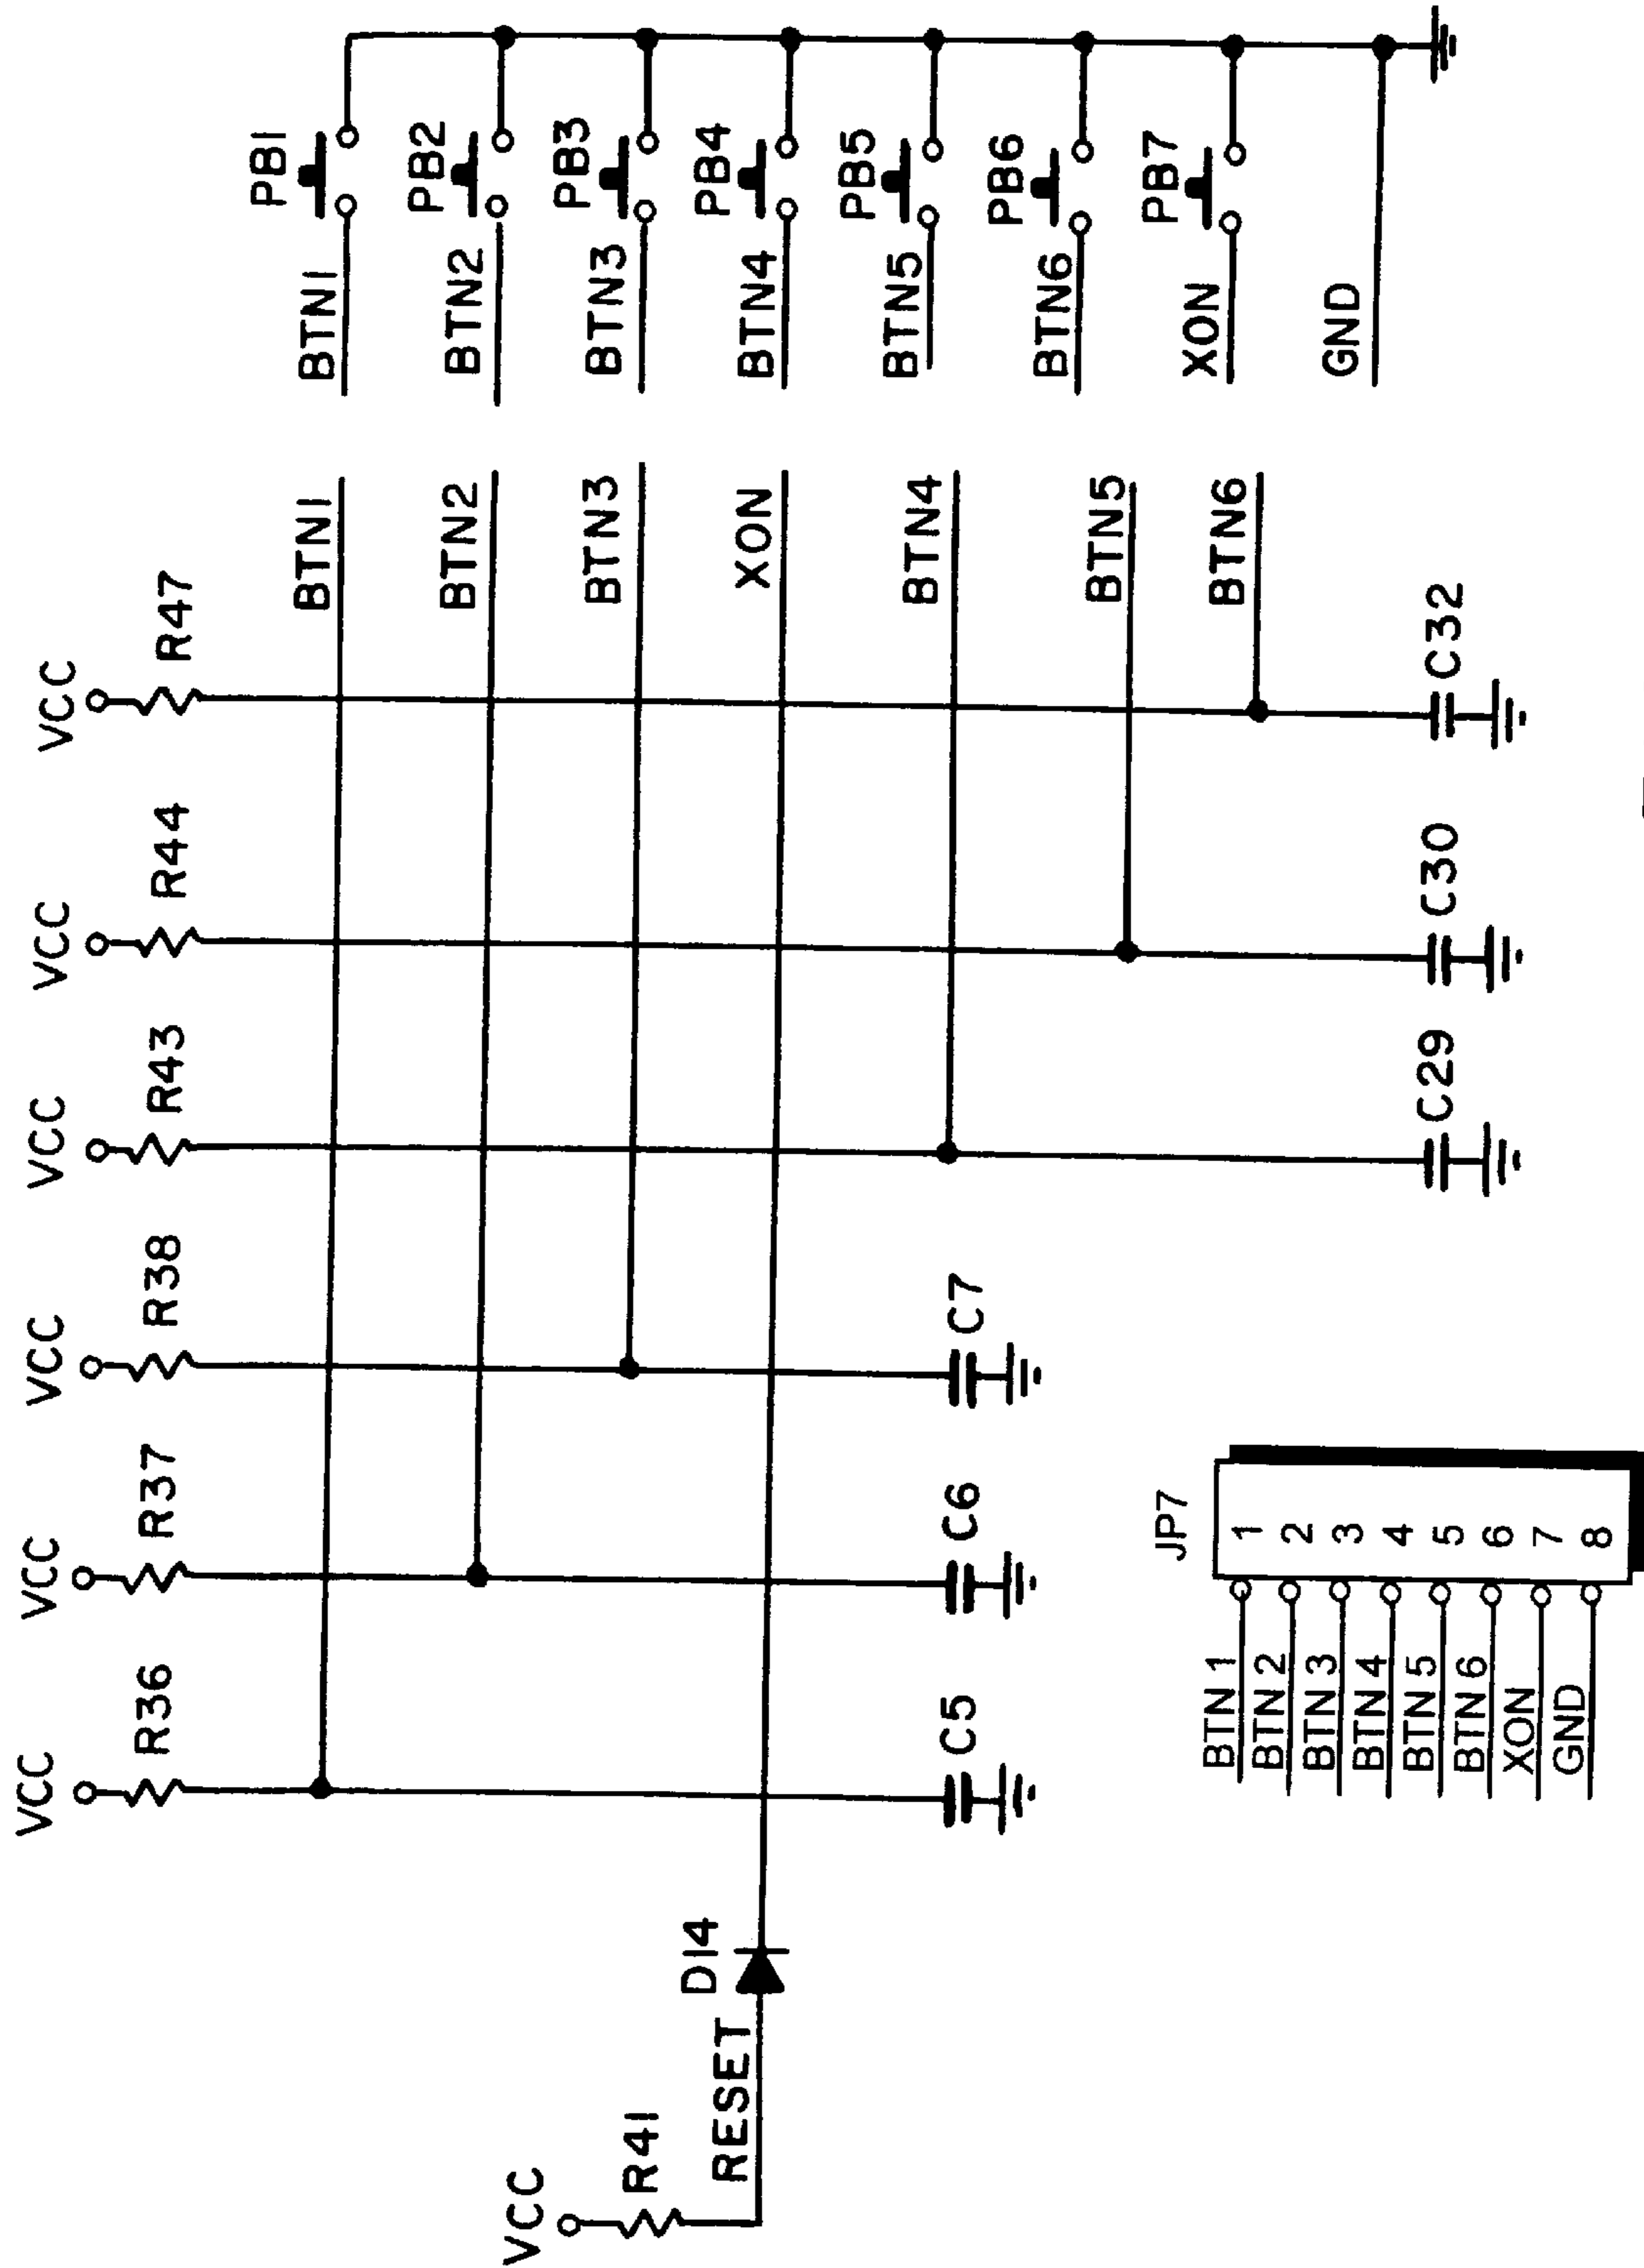 VCC
R36
VCC
R37
VCC
R38
VCC
R43
VCC
R44
VCC
R47
BTN1
BTN2
BTN3
XON
BTN4
BTN5
BTN6
C5
C6
C7
C29
C30
C32
VCC
R41
RESET
D14
BTN1
PB1
BTN2
PB2
BTN3
PB3
BTN4
PB4
BTN5
PB5
BTN6
PB6
XON
PB7
GND
JP7
BTN 1 1
BTN 2 2
BTN 3 3
BTN 4 4
BTN 5 5
BTN 6 6
XON 7
GND 8